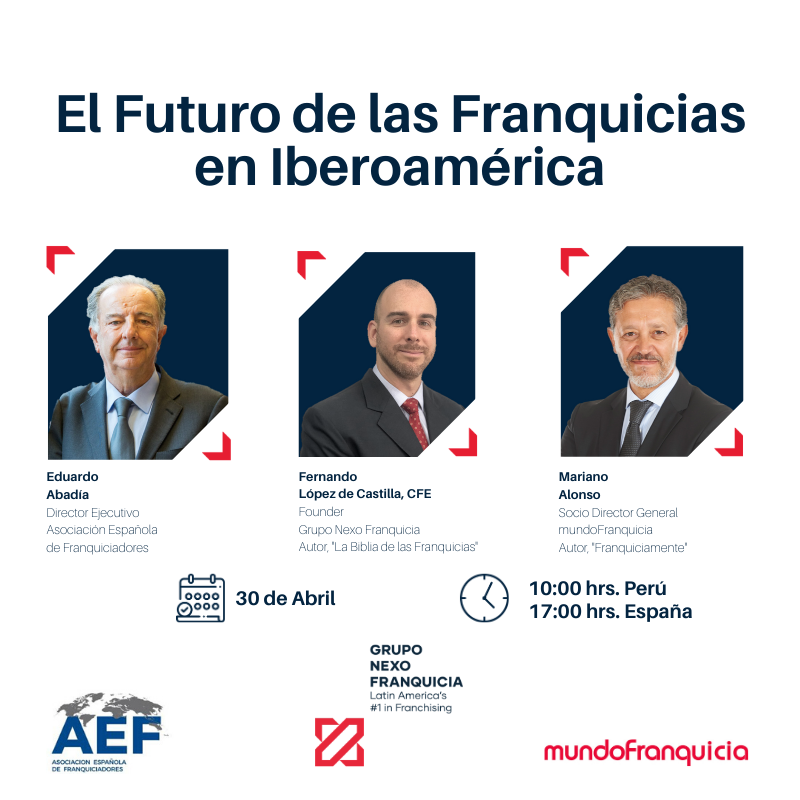 El Futuro de las Franquicias
en Iberoamérica
Eduardo
Abadía
Director Ejecutivo
Asociación Española
de Franquiciadores
Fernando
López de Castilla, CFE
Founder
Grupo Nexo Franquicia
Autor, "La Biblia de las Franquicias"
Mariano
Alonso
Socio Director General
mundoFranquicia
Autor, "Franquiciamente"
30 de Abril
10:00 hrs. Perú
17:00 hrs. España
GRUPO
NEXO
FRANQUICIA
Latin America's
#1 in Franchising
AEF
ASOCIACION ESPAÑOLA
DE FRANQUICIADORES
mundoFranquicia